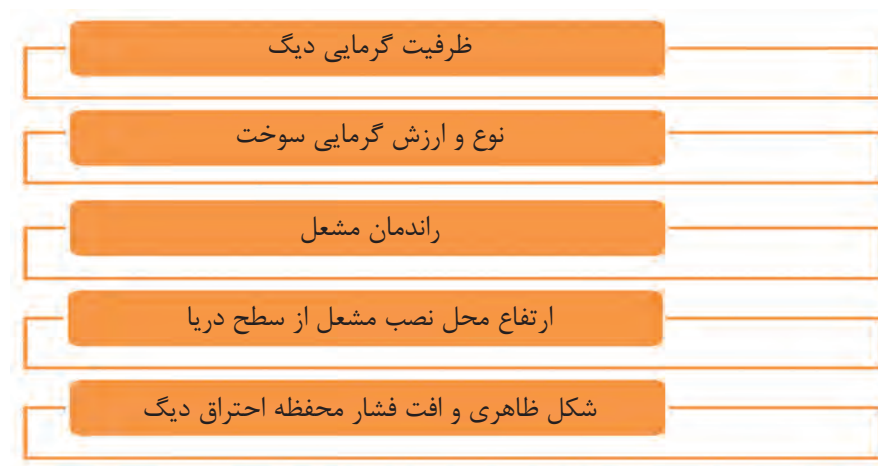 ظرفیت گرمایی دیگ
نوع و ارزش گرمایی سوخت
راندمان مشعل
ارتفاع محل نصب مشعل از سطح دریا
شکل ظاهری و افت فشار محفظه احتراق دیگ